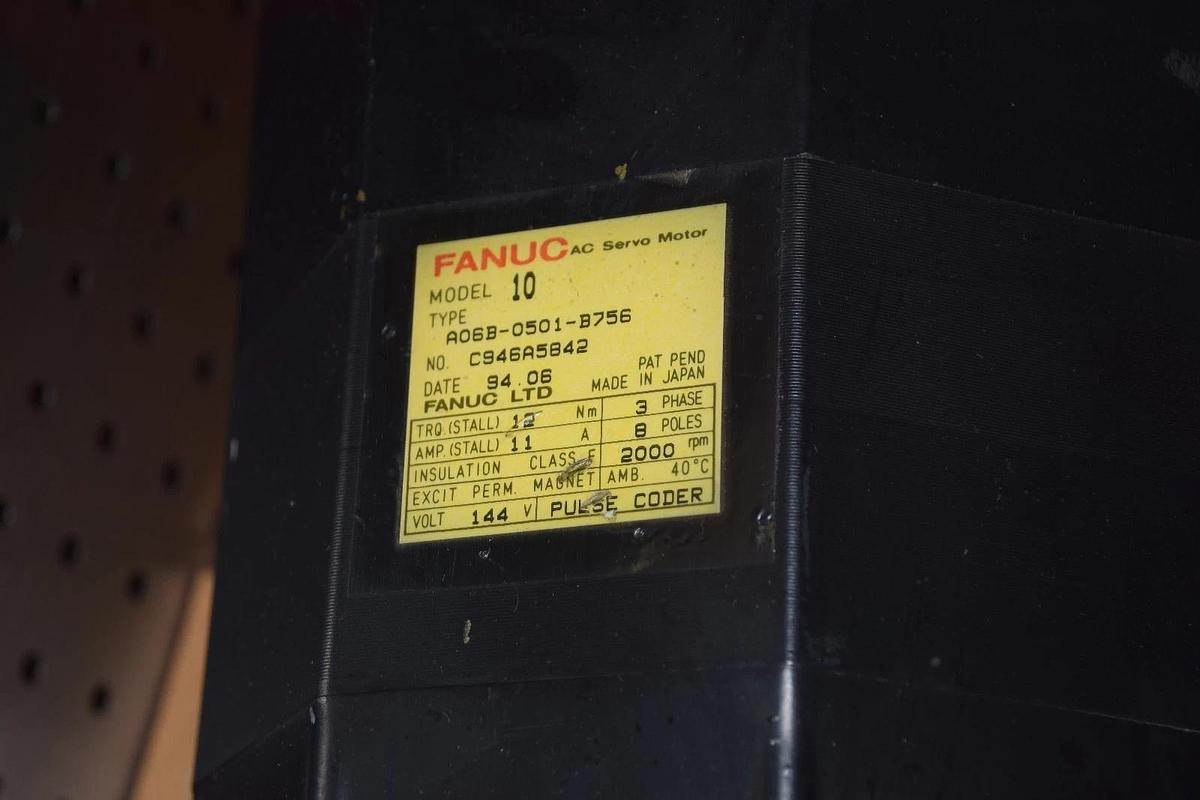 FANUC AC Servo Motor
MODEL 10
TYPE
A06B-0501-B756
NO. C946A5842
DATE 94.06
PAT PEND
MADE IN JAPAN
FANUC LTD
TRQ.(STALL) 12 Nm 3 PHASE
AMP.(STALL) 11 A 8 POLES
INSULATION CLASS F 2000 rpm
EXCIT PERM. MAGNET AMB. 40°C
VOLT 144 V PULSE CODER